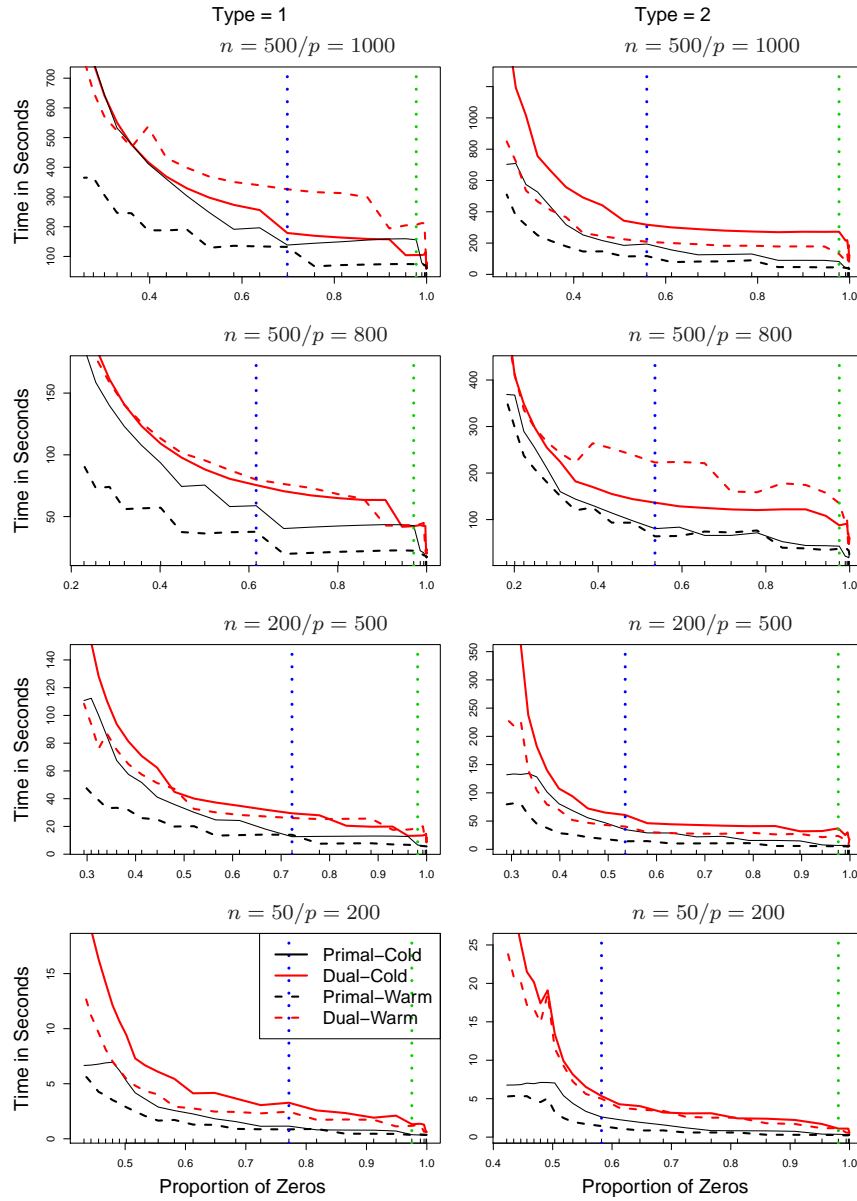 Type = 1
Type = 2
n = 500/p = 1000
n = 500/p = 1000
Time in Seconds
100 200 300 400 500 600 700
0.4 0.6 0.8 1.0
0 200 400 600 800 1000
0.4 0.6 0.8 1.0
n = 500/p = 800
n = 500/p = 800
Time in Seconds
50 100 150
0.2 0.4 0.6 0.8 1.0
100 200 300 400
0.2 0.4 0.6 0.8 1.0
n = 200/p = 500
n = 200/p = 500
Time in Seconds
0 20 40 60 80 100 120 140
0.3 0.4 0.5 0.6 0.7 0.8 0.9 1.0
0 50 100 150 200 250 300 350
0.3 0.4 0.5 0.6 0.7 0.8 0.9 1.0
n = 50/p = 200
n = 50/p = 200
Time in Seconds
0 5 10 15
Primal−Cold
Dual−Cold
Primal−Warm
Dual−Warm
0.5 0.6 0.7 0.8 0.9 1.0
0 5 10 15 20 25
0.4 0.5 0.6 0.7 0.8 0.9 1.0
Proportion of Zeros
Proportion of Zeros